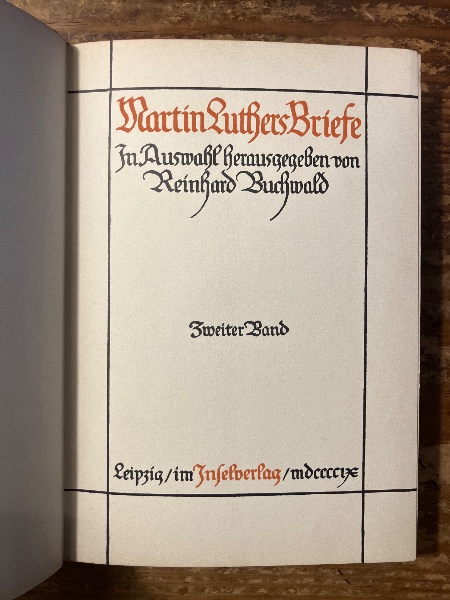 Martin Luthers Briefe
In Auswahl herausgegeben von
Reinhard Buchwald
Zweiter Band
Leipzig/im Inselverlag/mdccccix